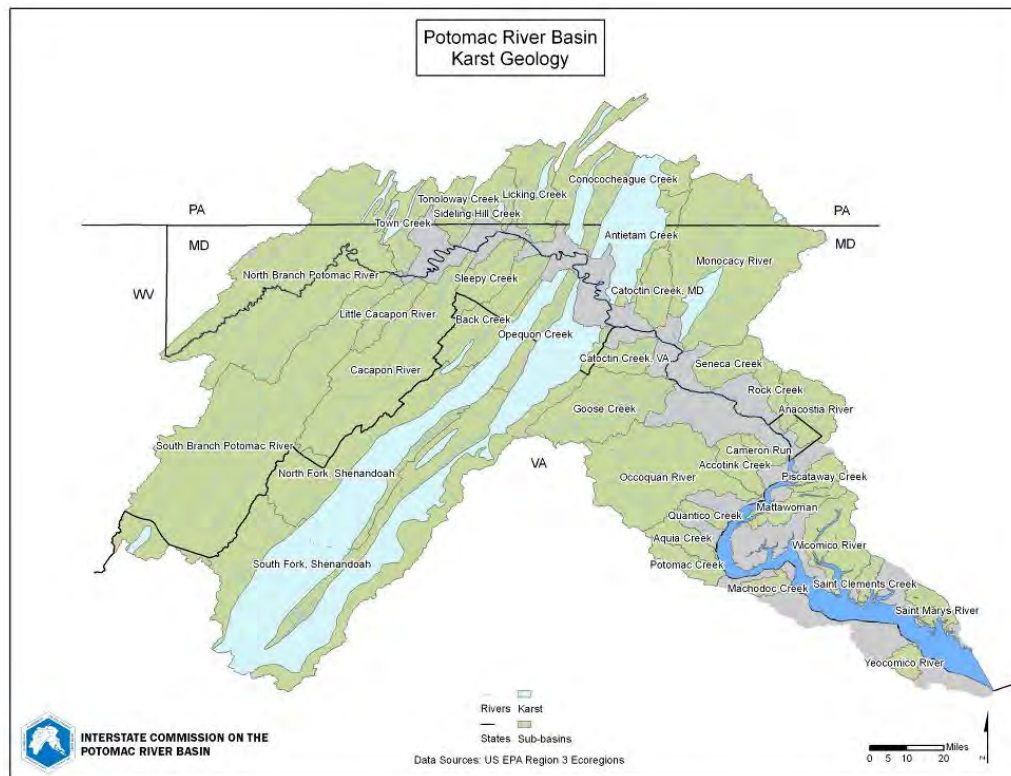 Potomac River Basin
Karst Geology
Conococheague Creek
Licking Creek
Tonoloway Creek
Sideling Hill Creek
PA
PA
Town Creek
MD
Antietam Creek
MD
Monocacy River
North Branch Potomac River
Sleepy Creek
WV
Catoctin Creek, MD
Little Cacapon River
Back Creek
Opequon Creek
Catoctin Creek, VA
Seneca Creek
Cacapon River
Rock Creek
Goose Creek
Anacostia River
South Branch Potomac River
Cameron Run
VA
Accotink Creek
North Fork, Shenandoah
Occoquan River
Piscataway Creek
Mattawoman
Quantico Creek
Aquia Creek
Wicomico River
Potomac Creek
South Fork, Shenandoah
Saint Clements Creek
Machodoc Creek
Saint Marys River
Yeocomico River
Rivers Karst
States Sub-basins
Data Sources: US EPA Region 3 Ecoregions
INTERSTATE COMMISSION ON THE
POTOMAC RIVER BASIN
Miles
0 5 10 20
Z